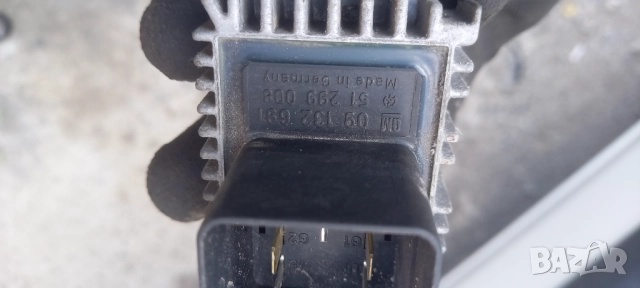 GM 09 132 691
51 299 008
Made in Germany
BAZAR